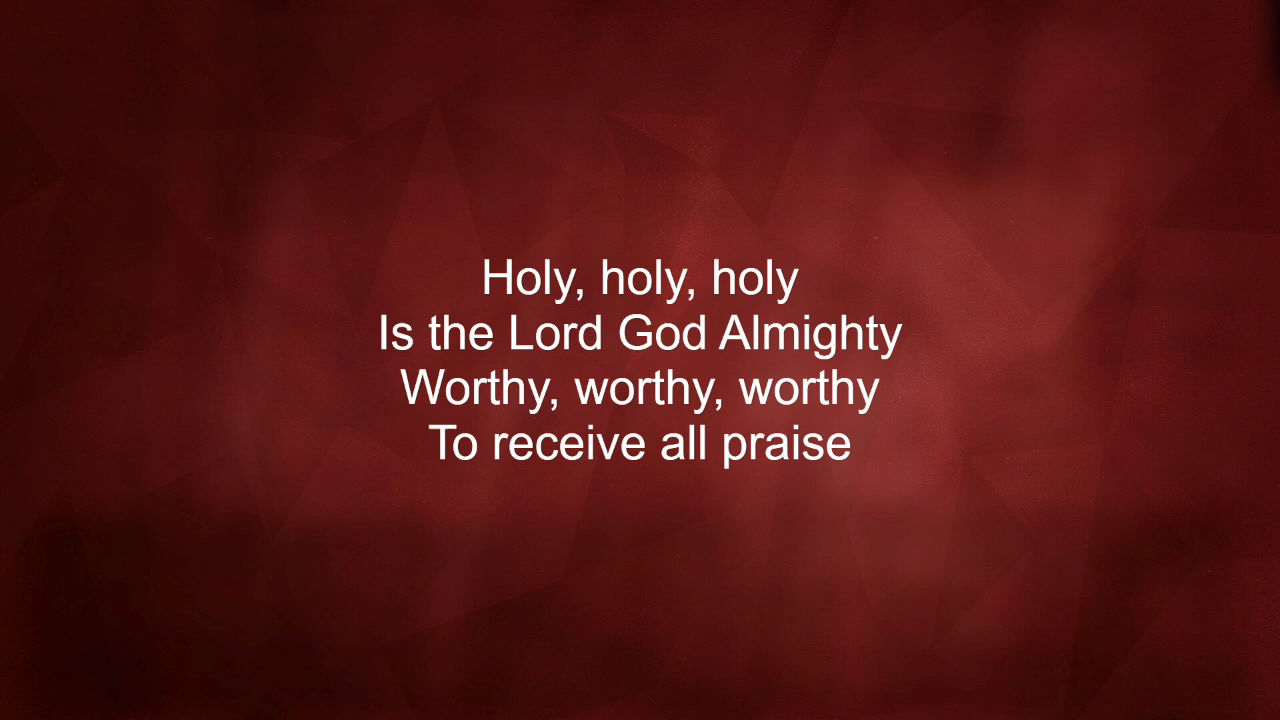 Holy, holy, holy
Is the Lord God Almighty
Worthy, worthy, worthy
To receive all praise